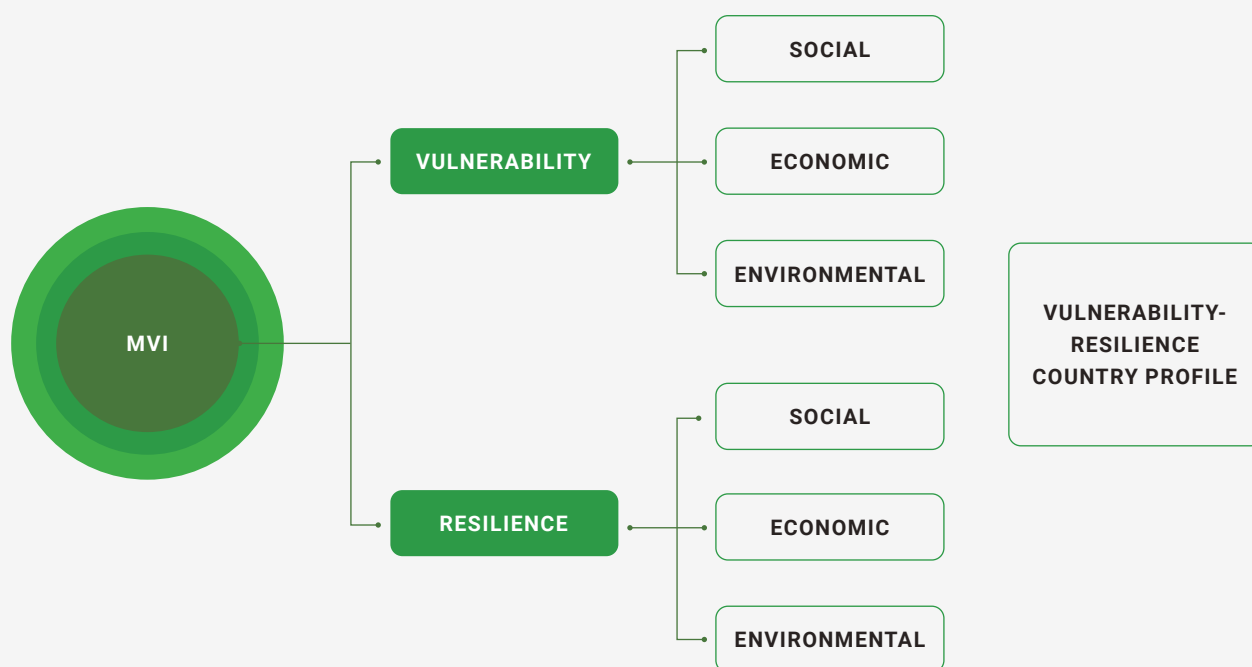 MVI
VULNERABILITY
SOCIAL
ECONOMIC
ENVIRONMENTAL
RESILIENCE
SOCIAL
ECONOMIC
ENVIRONMENTAL
VULNERABILITY-
RESILIENCE
COUNTRY PROFILE